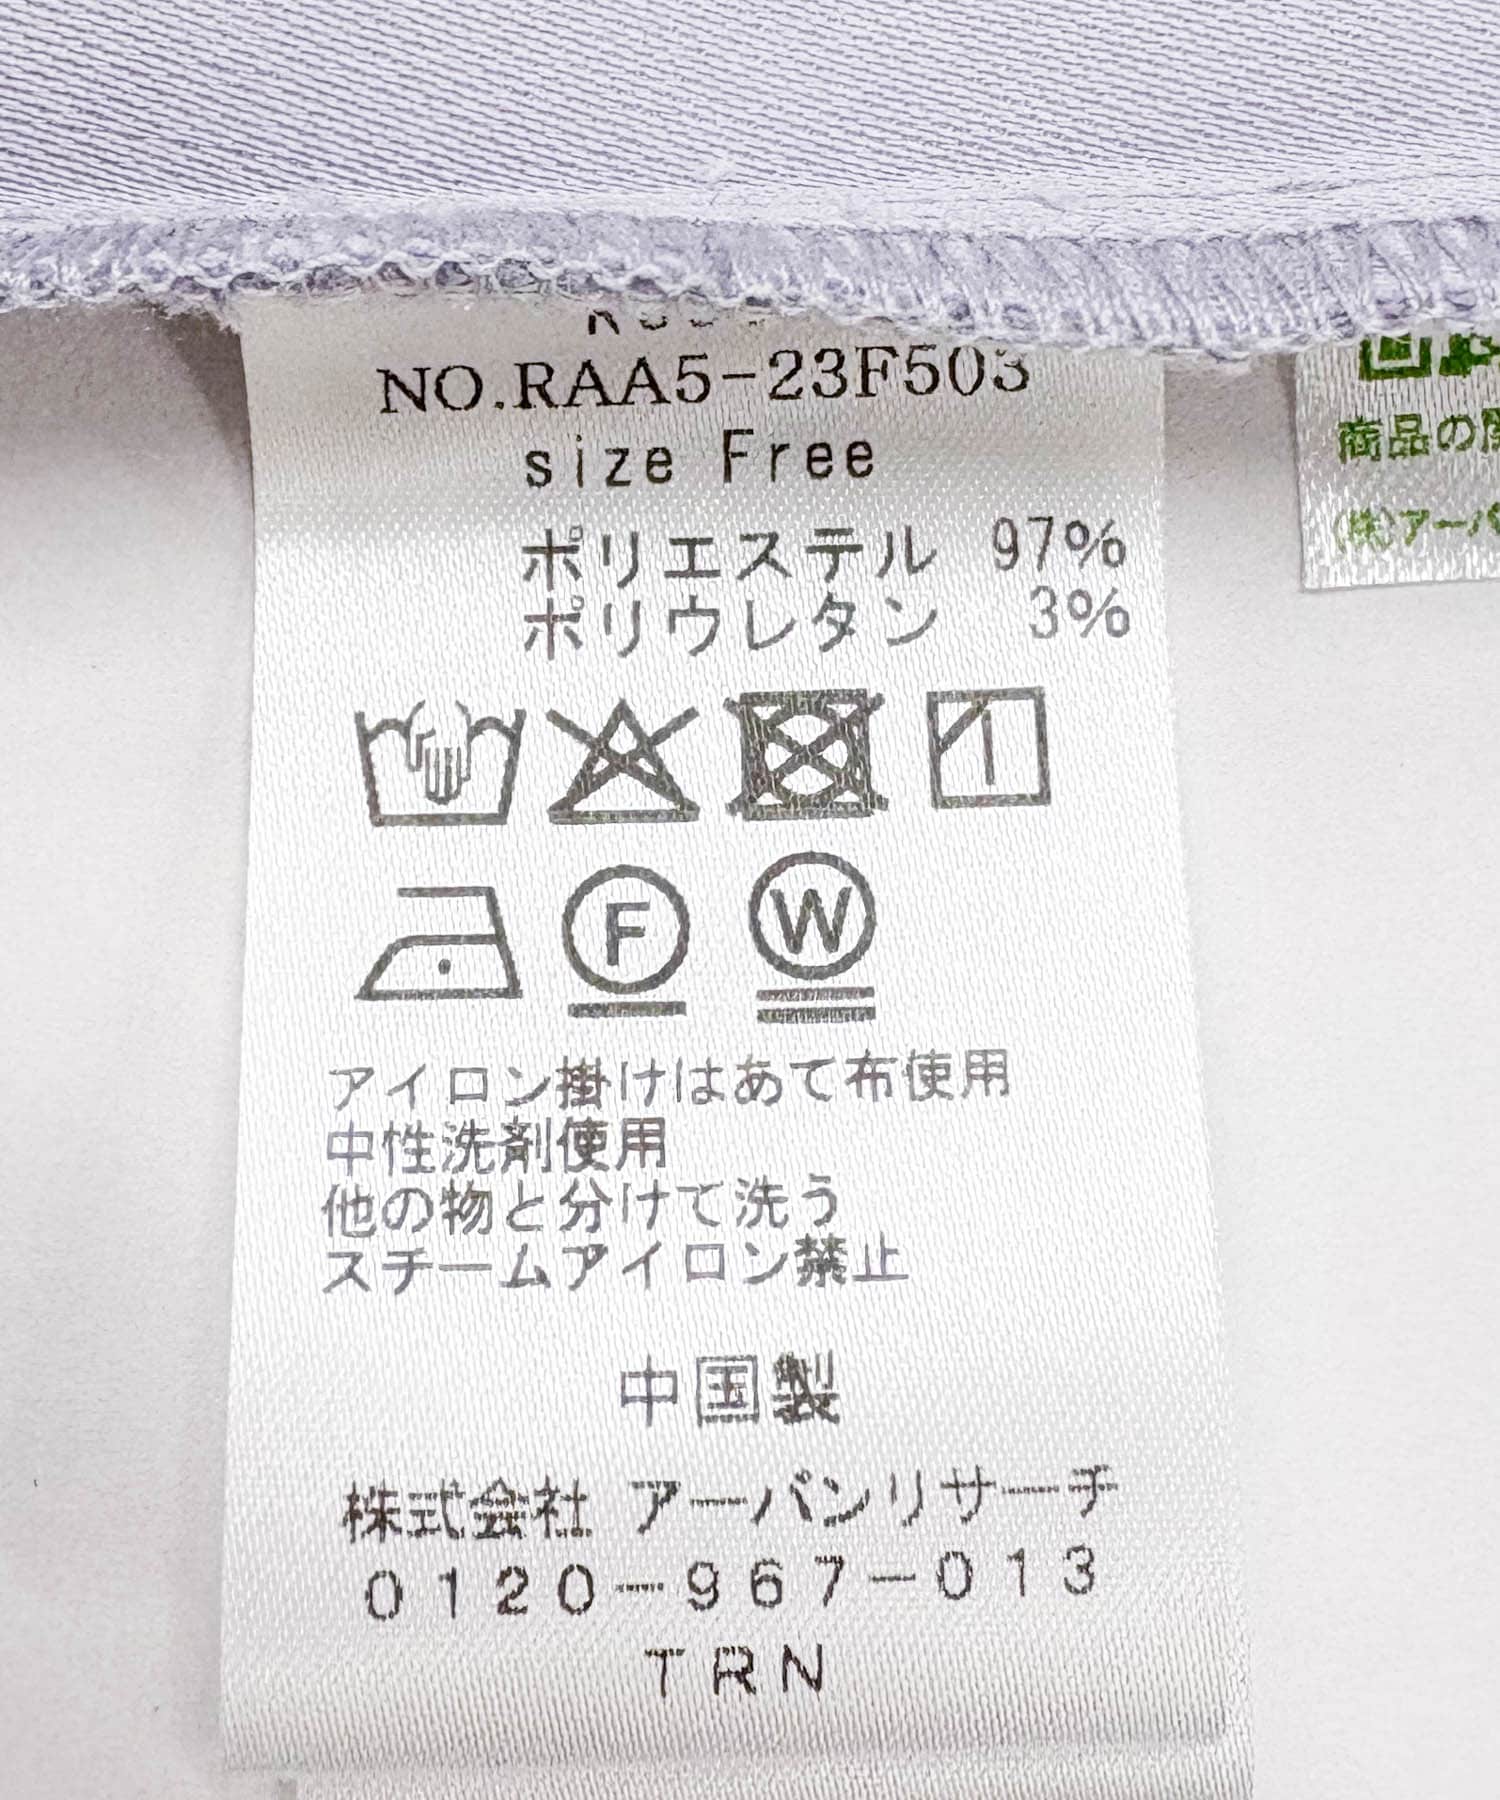 NO.RAA5-23F503
size Free
ポリエステル 97%
ポリウレタン 3%
F
W
アイロン掛けはあて布使用
中性洗剤使用
他の物と分けて洗う
スチームアイロン禁止
中国製
株式会社 アーバンリサーチ
0120-967-013
TRN
商品の
(株)アーバ